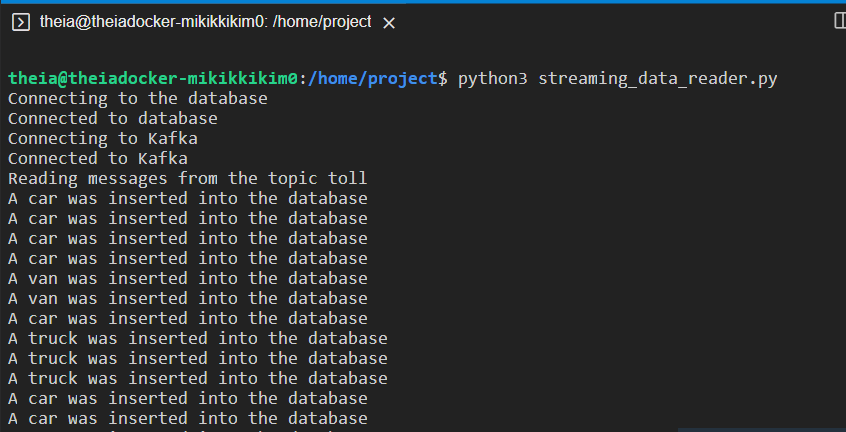 theia@theiadocker-mikikkikim0: /home/project
theia@theiadocker-mikikkikim0:/home/project$ python3 streaming_data_reader.py
Connecting to the database
Connected to database
Connecting to Kafka
Connected to Kafka
Reading messages from the topic toll
A car was inserted into the database
A car was inserted into the database
A car was inserted into the database
A car was inserted into the database
A van was inserted into the database
A van was inserted into the database
A car was inserted into the database
A truck was inserted into the database
A truck was inserted into the database
A truck was inserted into the database
A car was inserted into the database
A car was inserted into the database